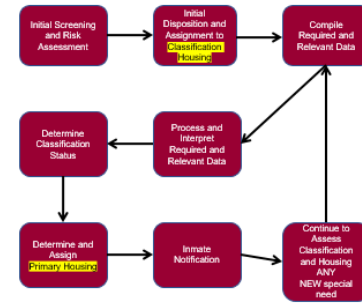 Initial Screening
and Risk
Assessment
Initial
Disposition and
Assignment to
Classification
Housing
Compile
Required and
Relevant Data
Determine
Classification
Status
Process and
Interpret
Required and
Relevant Data
Determine and
Assign
Primary Housing
Inmate
Notification
Continue to
Assess
Classification
and Housing
ANY
NEW special
need